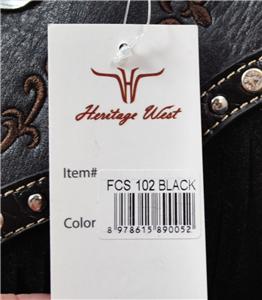 Heritage West
Item#
FCS 102 BLACK
Color
8 978615 890052